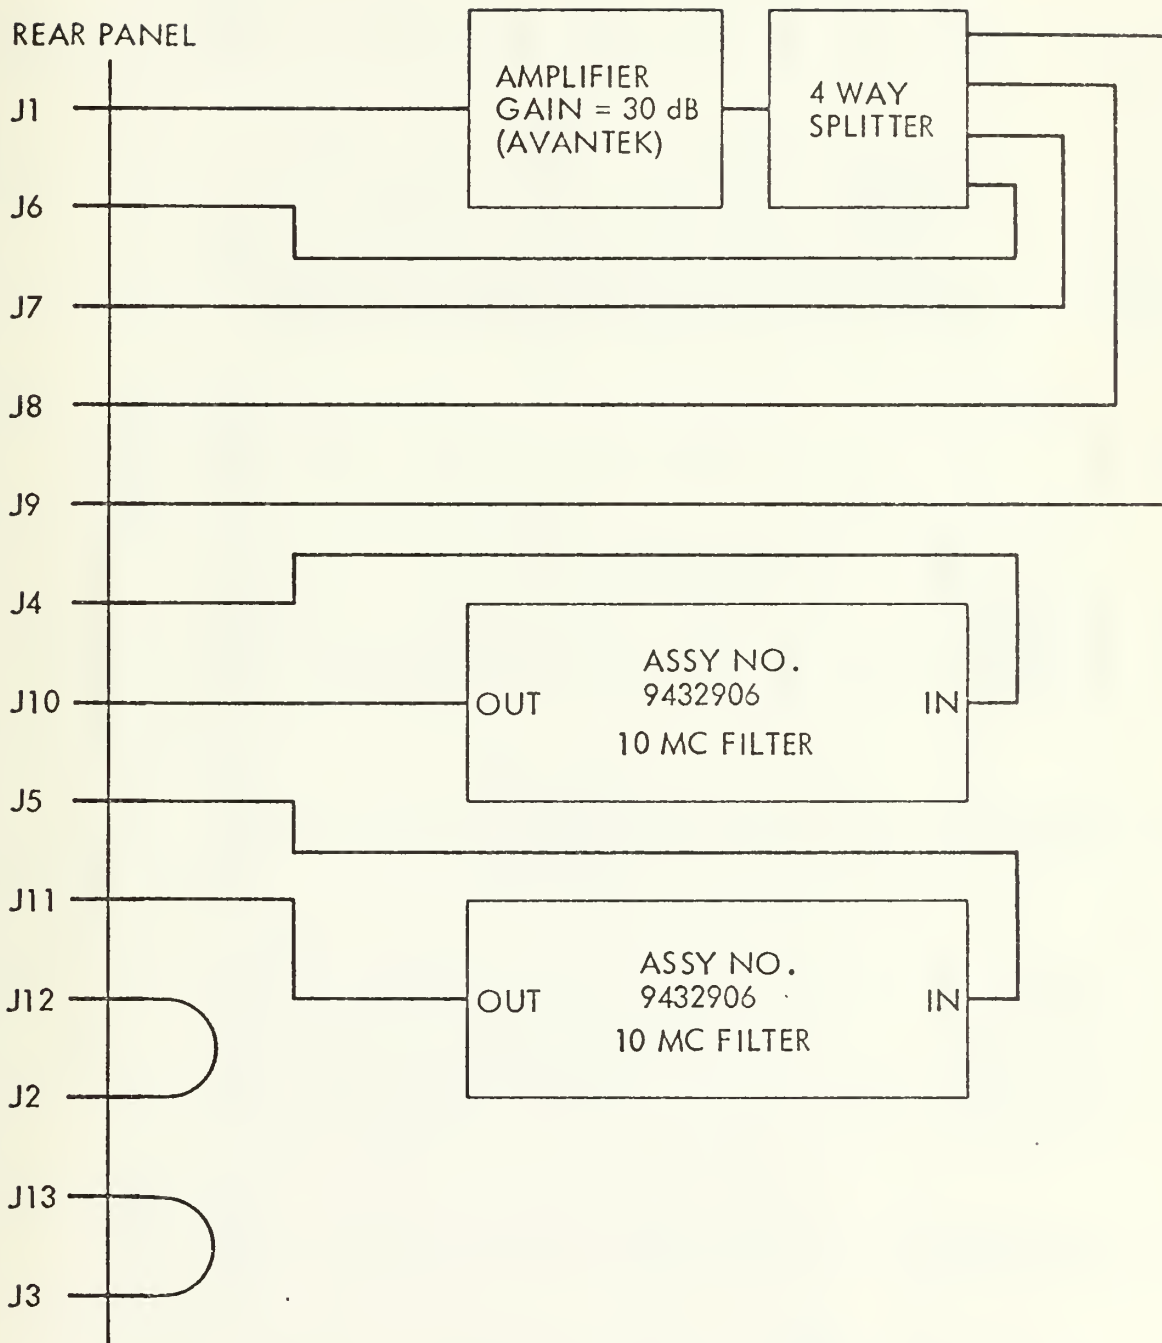 REAR PANEL
J1
J6
J7
J8
J9
J4
J10
J5
J11
J12
J2
J13
J3
AMPLIFIER
GAIN = 30 dB
(AVANTEK)
4 WAY
SPLITTER
ASSY NO.
9432906
10 MC FILTER
OUT
IN
ASSY NO.
9432906
10 MC FILTER
OUT
IN